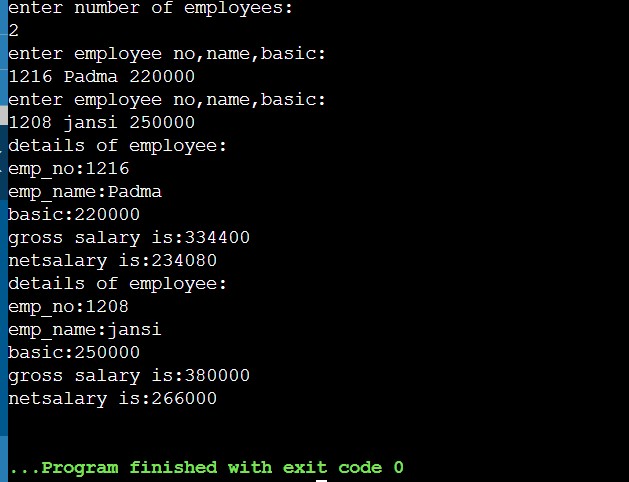 enter number of employees:
2
enter employee no,name,basic:
1216 Padma 220000
enter employee no,name,basic:
1208 jansi 250000
details of employee:
emp_no:1216
emp_name:Padma
basic:220000
gross salary is:334400
netsalary is:234080
details of employee:
emp_no:1208
emp_name:jansi
basic:250000
gross salary is:380000
netsalary is:266000
...Program finished with exit code 0